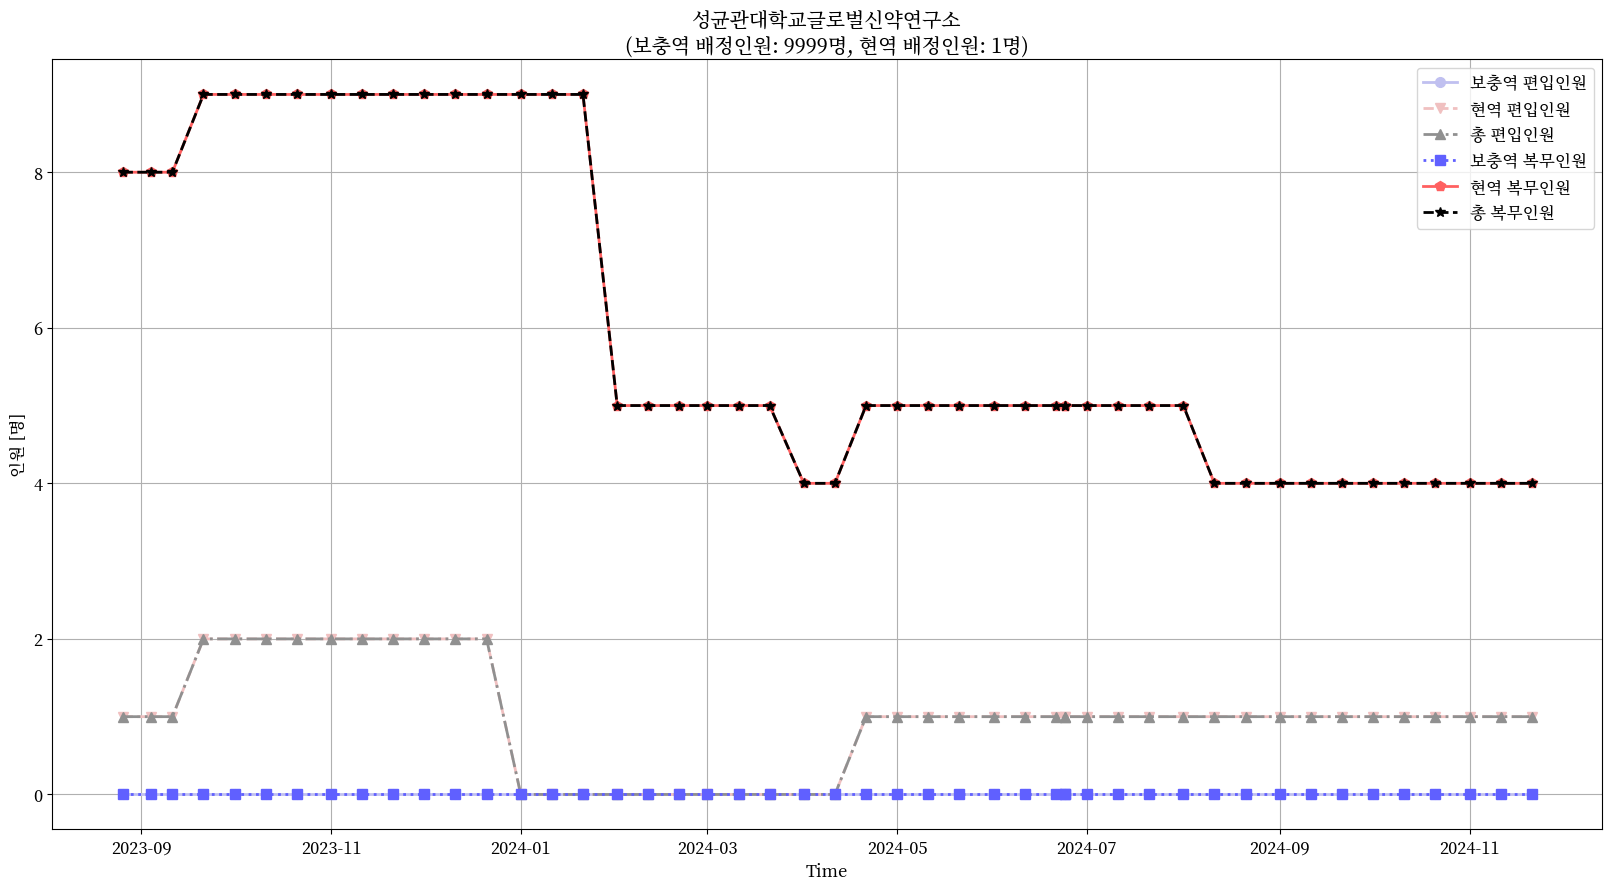 성균관대학교글로벌신약연구소
(보충역 배정인원: 9999명, 현역 배정인원: 1명)
보충역 편입인원
현역 편입인원
총 편입인원
보충역 복무인원
현역 복무인원
총 복무인원
인원 [명]
8
6
4
2
0
2023-09
2023-11
2024-01
2024-03
2024-05
2024-07
2024-09
2024-11
Time